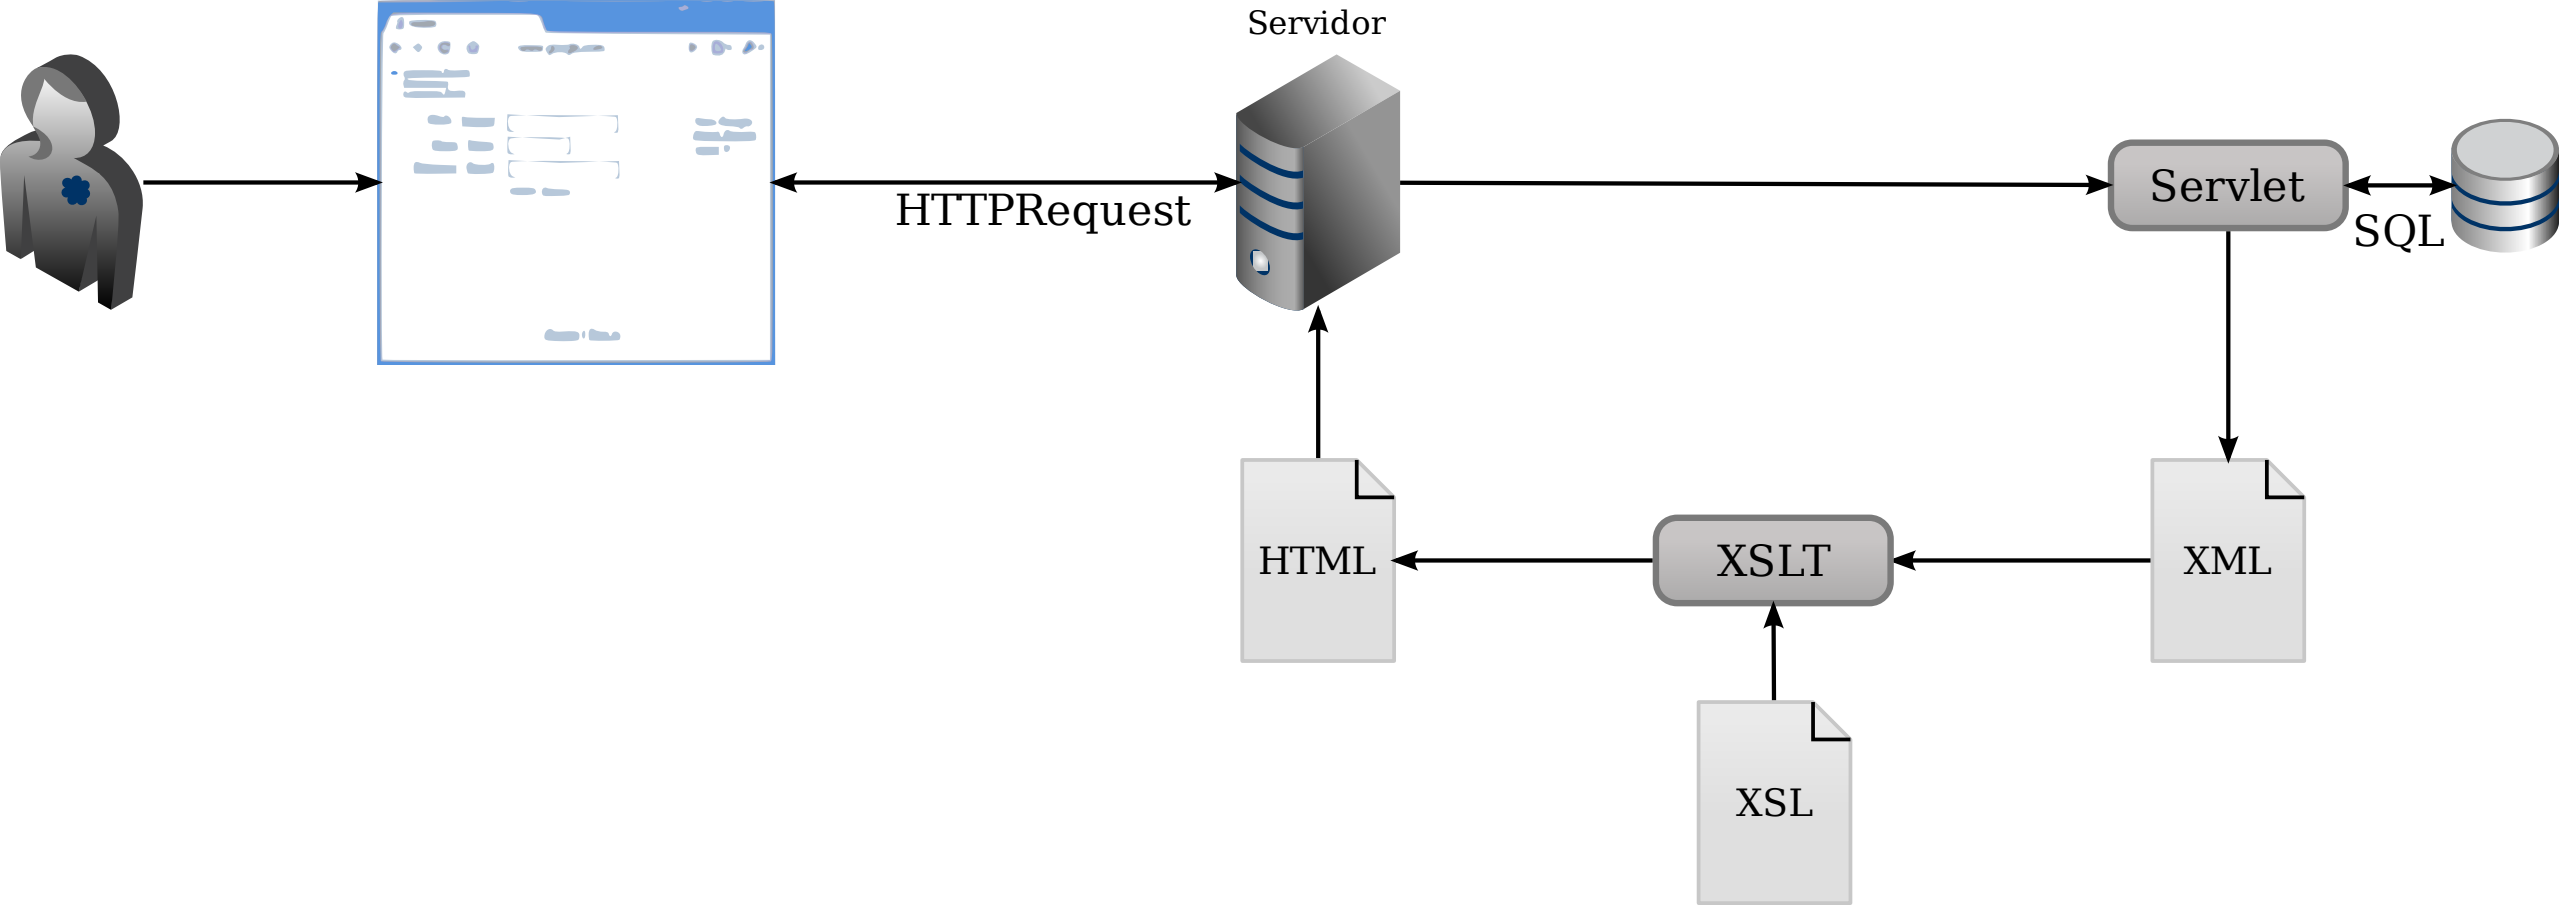 Servidor
HTTPRequest
Servlet
SQL
HTML
XSLT
XML
XSL